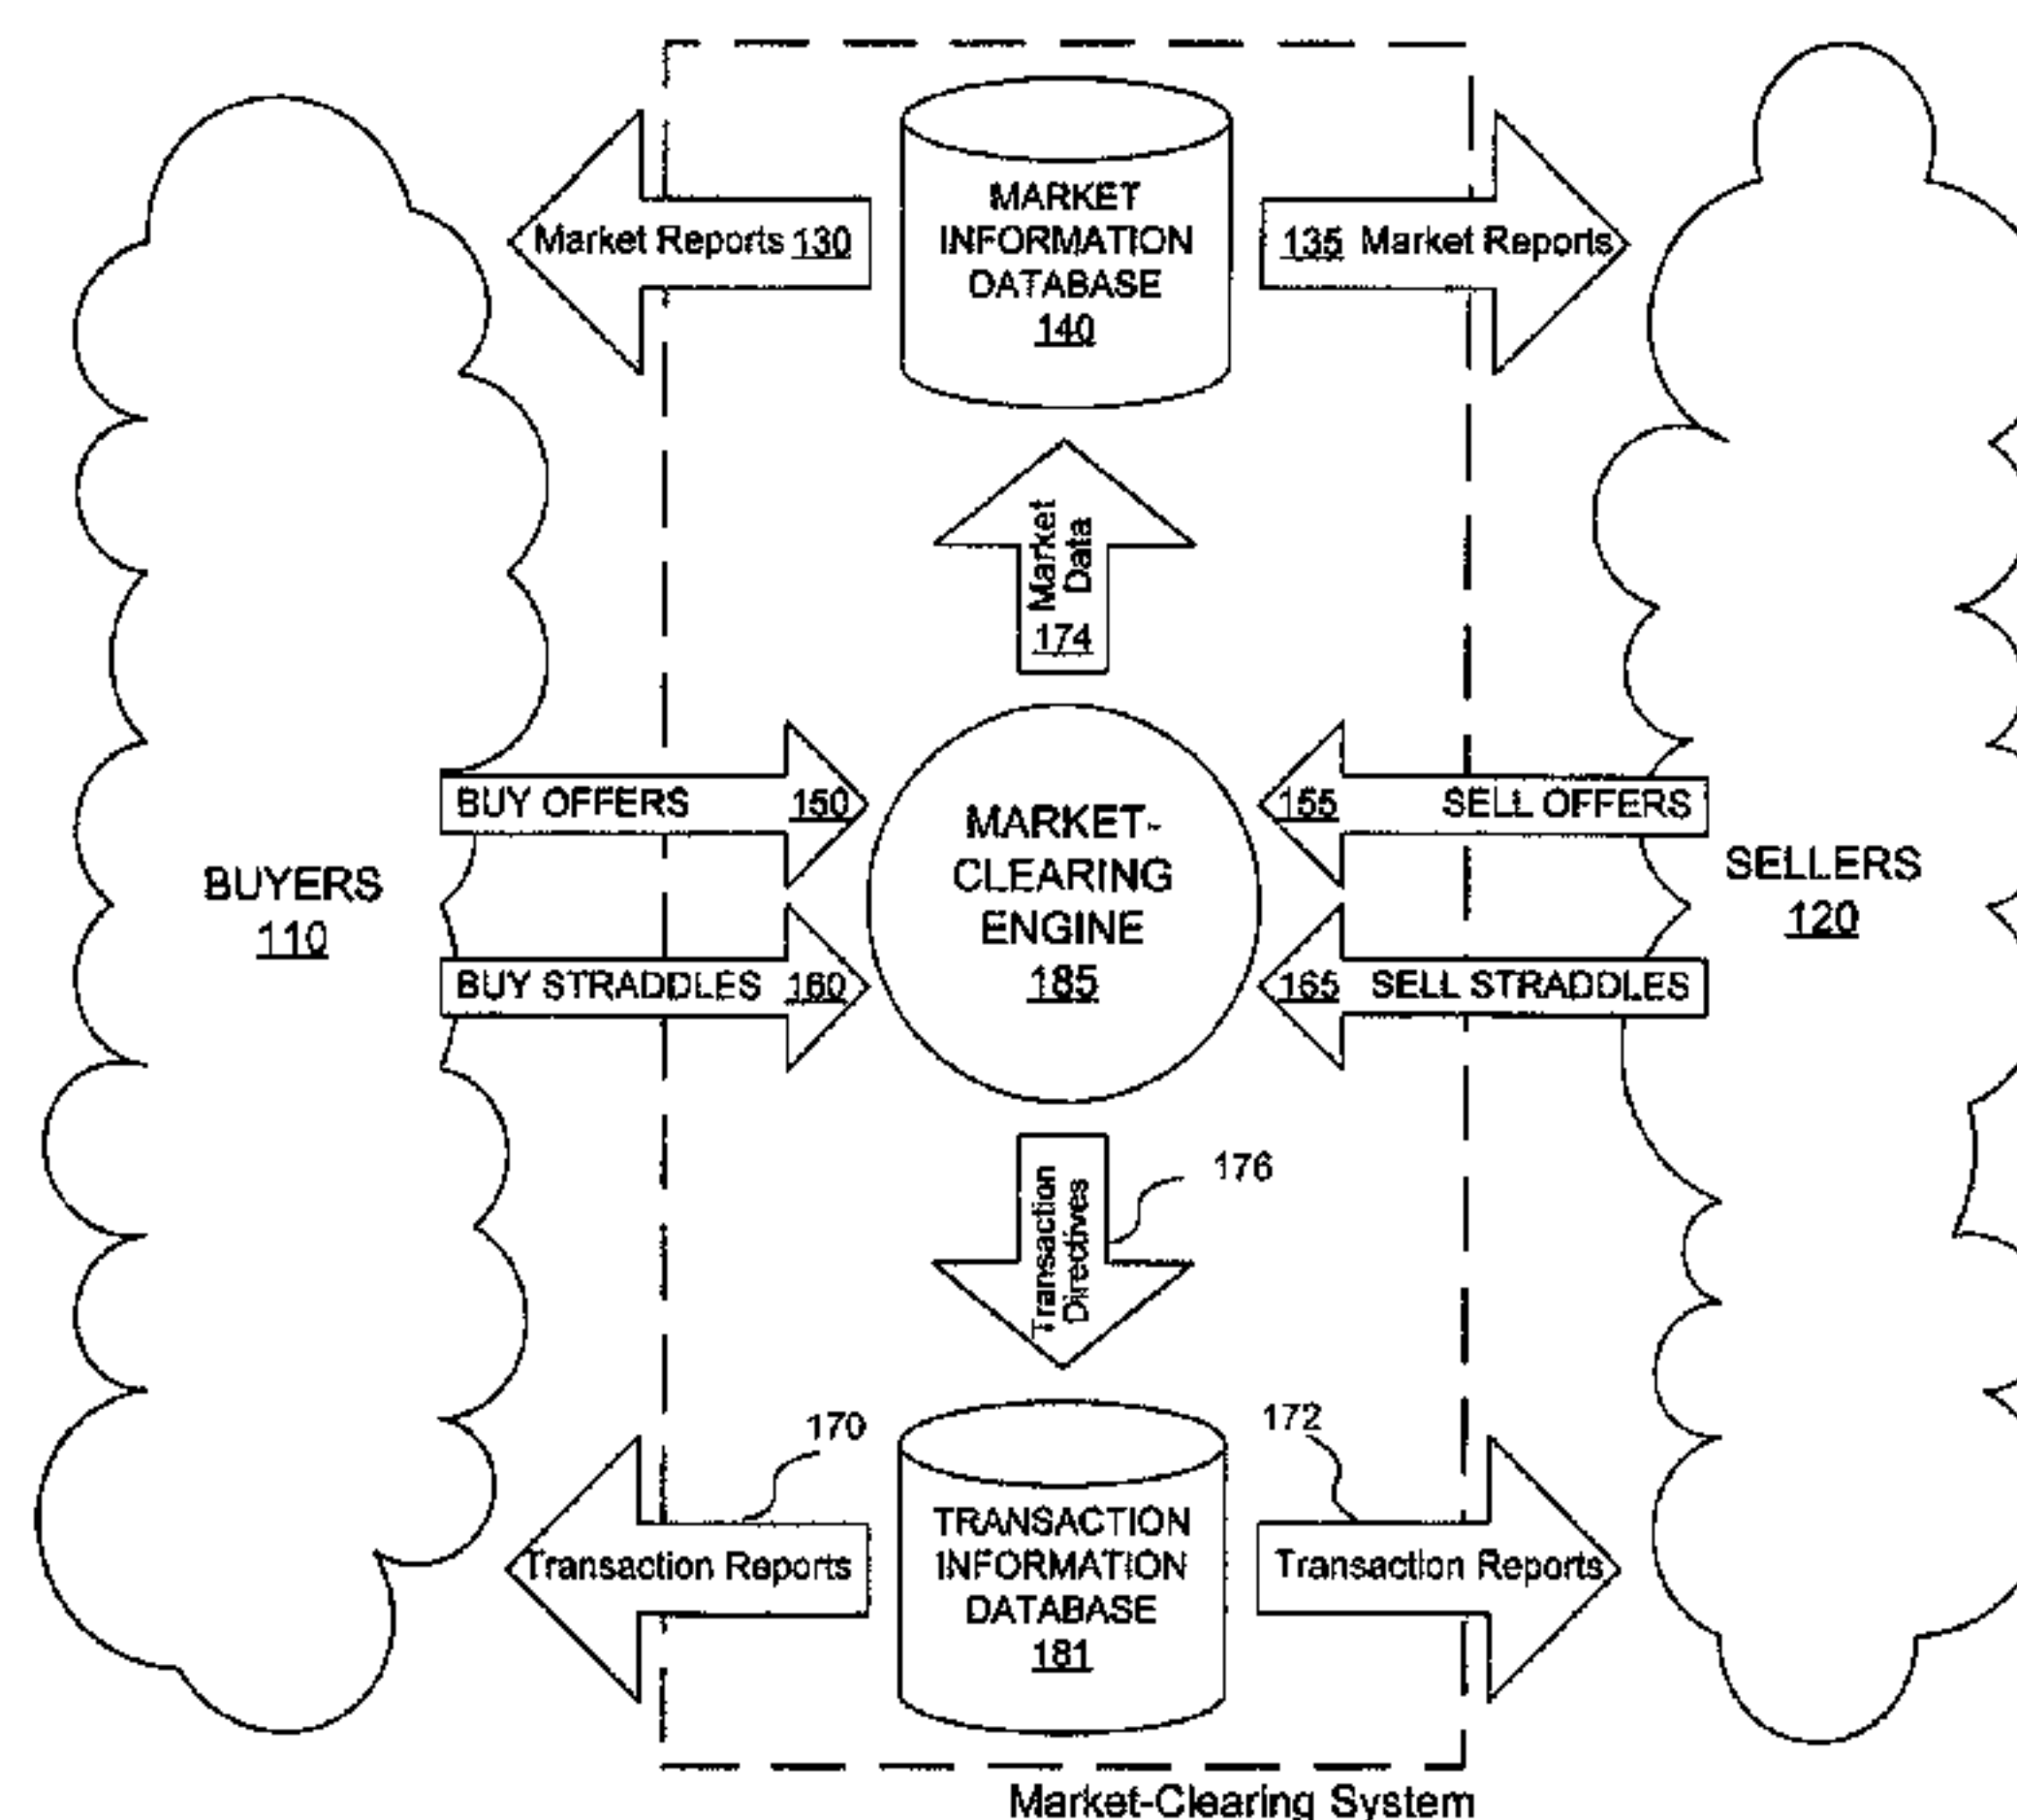 MARKET
INFORMATION
DATABASE
140
Market Reports 130
135 Market Reports
Market
Data
174
BUY OFFERS 150
155 SELL OFFERS
MARKET-
CLEARING
ENGINE
185
BUYERS
110
SELLERS
120
BUY STRADDLES 160
165 SELL STRADDLES
Transaction
Directives
176
170
172
TRANSACTION
INFORMATION
DATABASE
181
Transaction Reports
Transaction Reports
Market-Clearing System